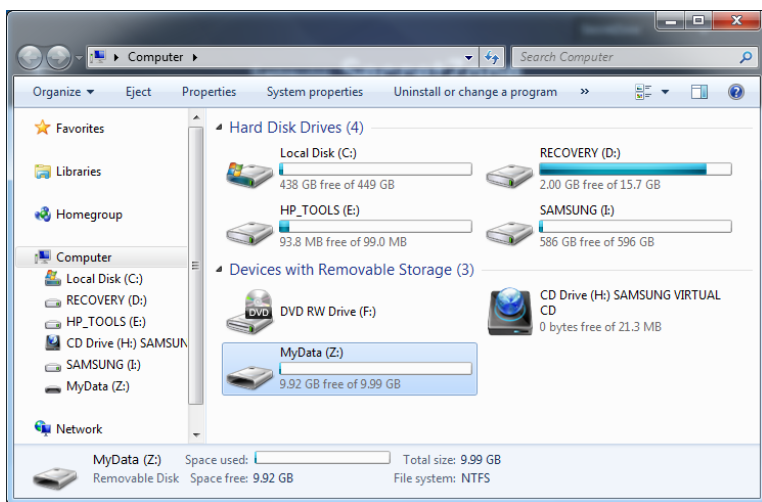 Computer
Search Computer
Organize Eject Properties System properties Uninstall or change a program »
Favorites
Libraries
Homegroup
Computer
Local Disk (C:)
RECOVERY (D:)
HP_TOOLS (E:)
CD Drive (H:) SAMSUN
SAMSUNG (I:)
MyData (Z:)
Network
Hard Disk Drives (4)
Local Disk (C:)
438 GB free of 449 GB
RECOVERY (D:)
2.00 GB free of 15.7 GB
HP_TOOLS (E:)
93.8 MB free of 99.0 MB
SAMSUNG (I:)
586 GB free of 596 GB
Devices with Removable Storage (3)
DVD
DVD RW Drive (F:)
CD Drive (H:) SAMSUNG VIRTUAL
CD
0 bytes free of 21.3 MB
MyData (Z:)
9.92 GB free of 9.99 GB
MyData (Z:) Space used: Total size: 9.99 GB
Removable Disk Space free: 9.92 GB File system: NTFS